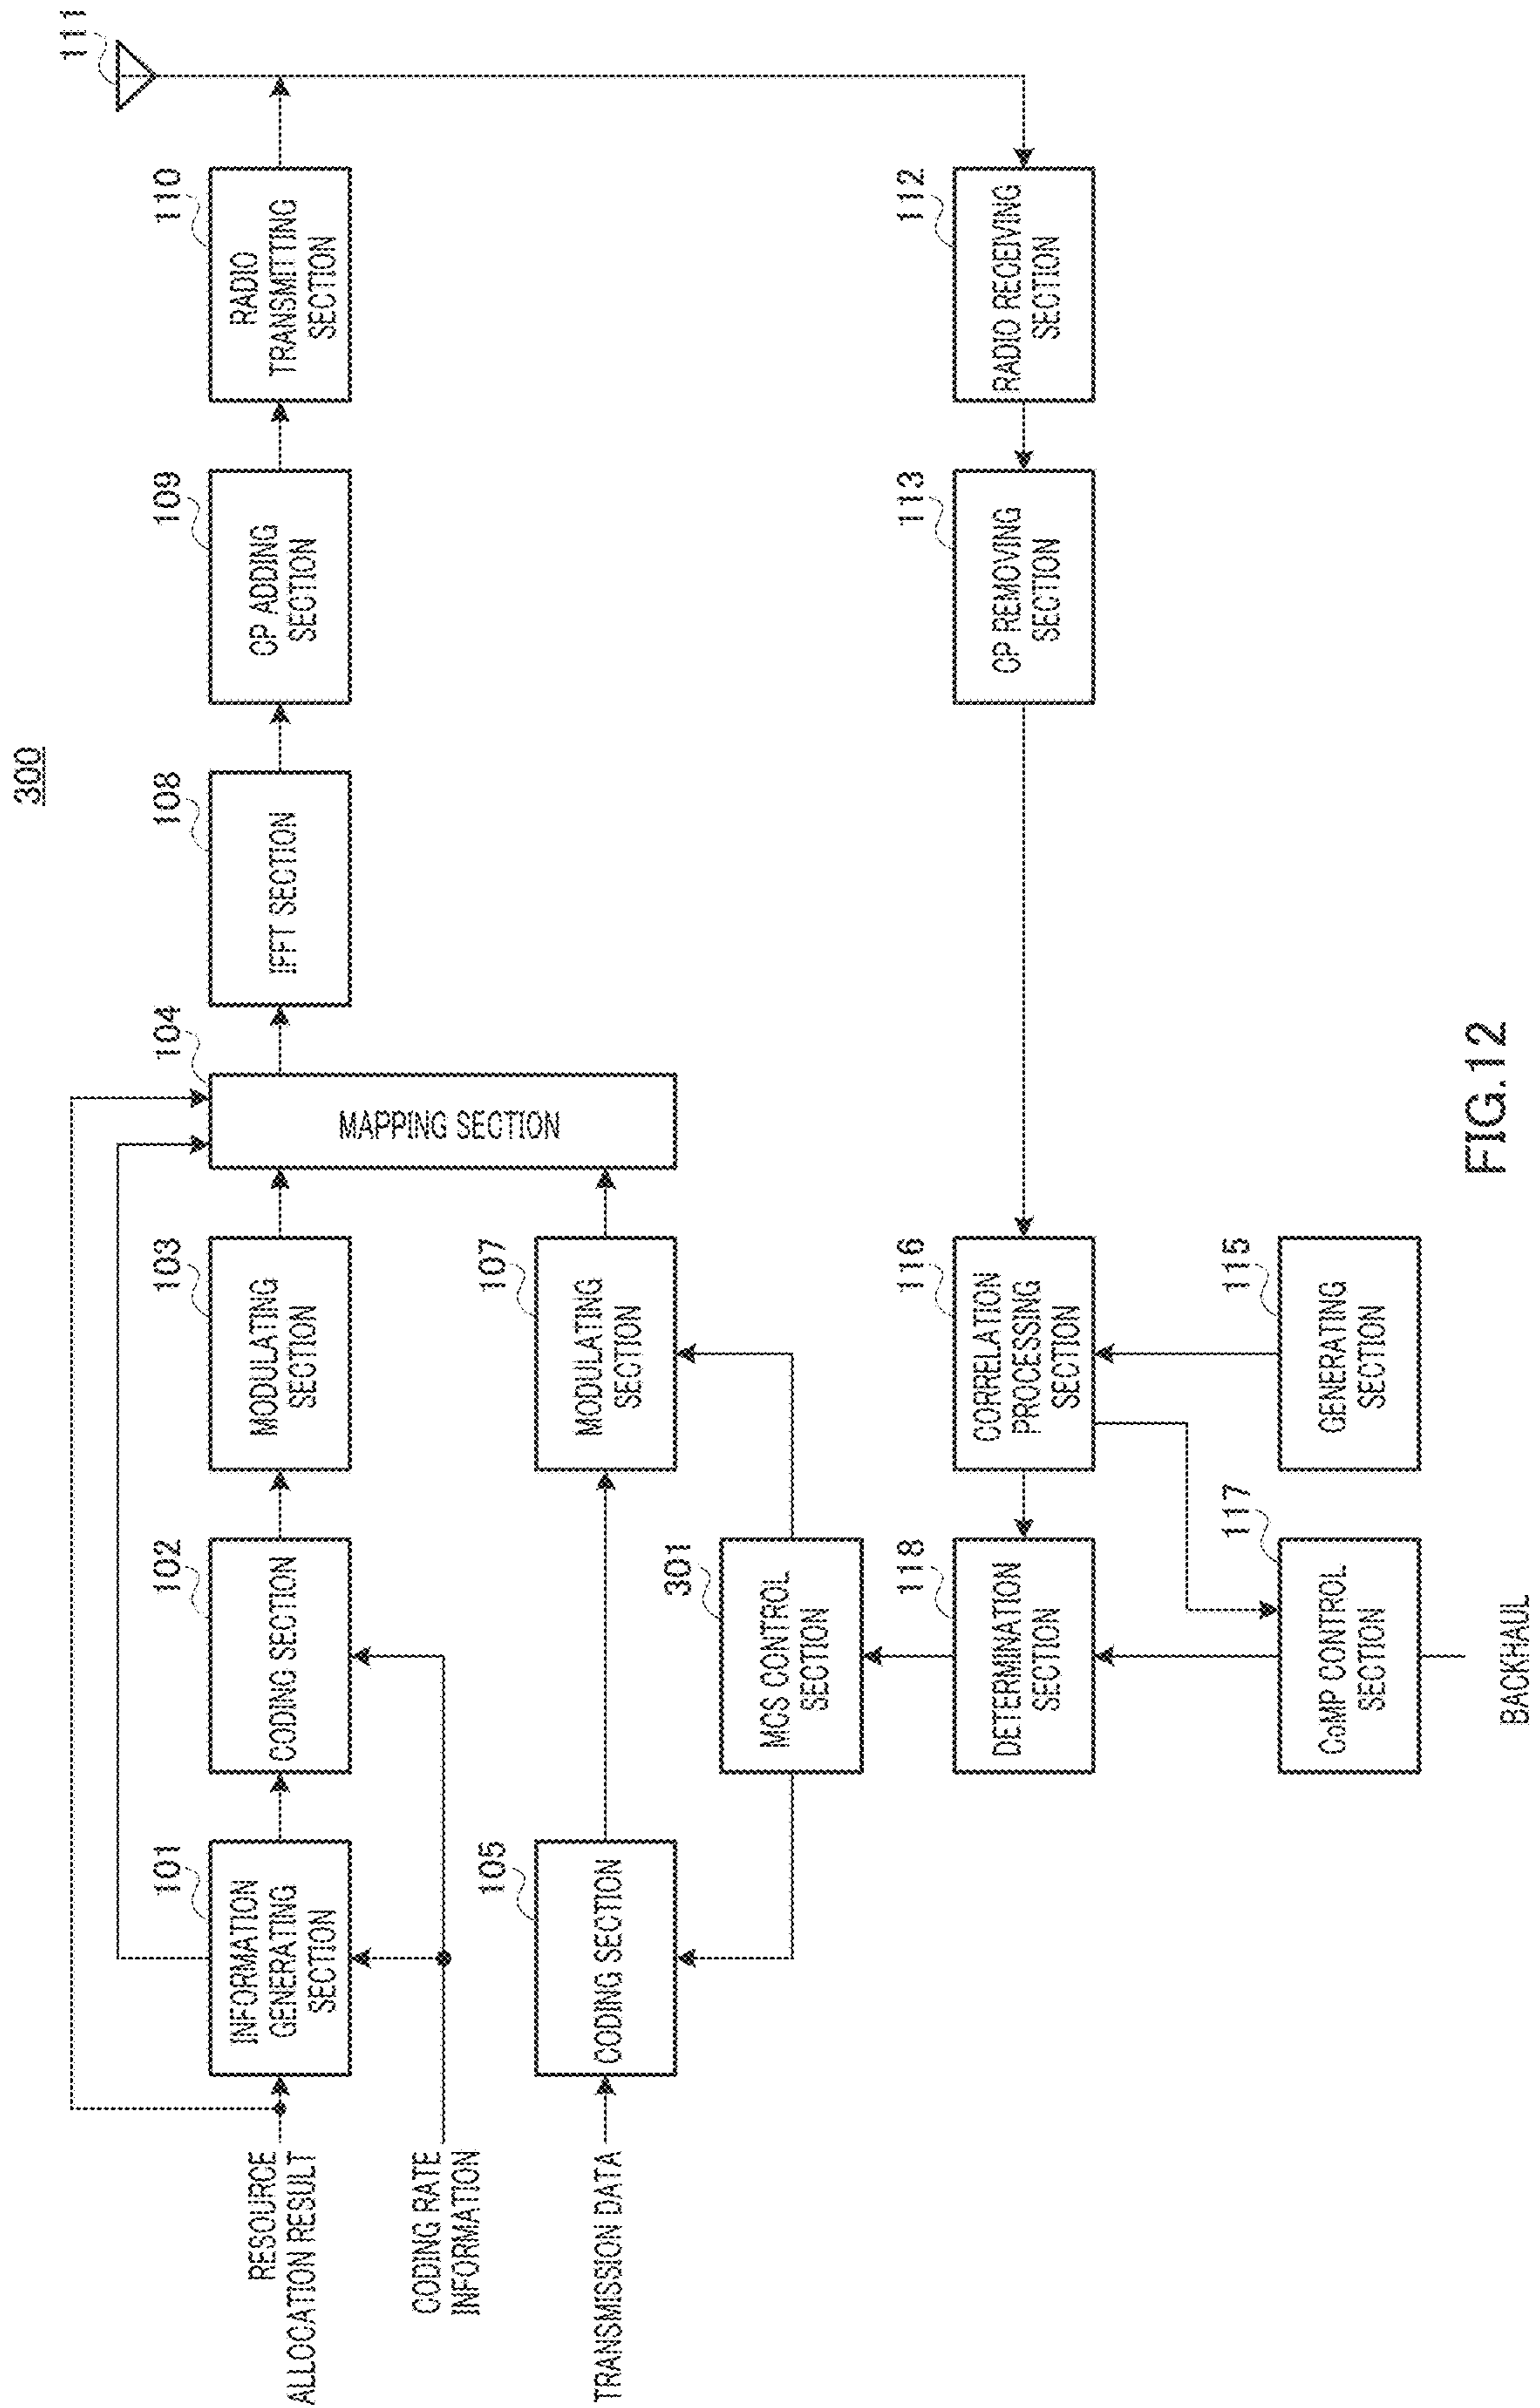 300
111
101
INFORMATION
GENERATING
SECTION
102
CODING SECTION
103
MODULATING
SECTION
104
MAPPING SECTION
108
IFFT SECTION
109
CP ADDING
SECTION
110
RADIO
TRANSMITTING
SECTION
RESOURCE
ALLOCATION RESULT
CODING RATE
INFORMATION
TRANSMISSION DATA
105
CODING SECTION
107
MODULATING
SECTION
301
MCS CONTROL
SECTION
118
DETERMINATION
SECTION
116
CORRELATION
PROCESSING
SECTION
113
CP REMOVING
SECTION
112
RADIO RECEIVING
SECTION
117
CoMP CONTROL
SECTION
115
GENERATING
SECTION
BACKHAUL
FIG.12